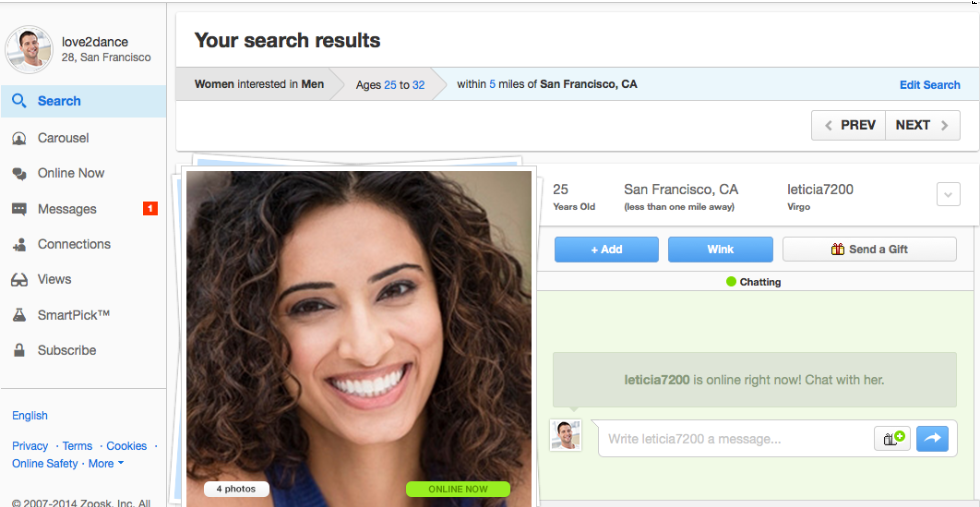 love2dance
28, San Francisco
Search
Carousel
Online Now
Messages 1
Connections
Views
SmartPick™
Subscribe
English
Privacy · Terms · Cookies ·
Online Safety · More
© 2007-2014 Zoosk, Inc. All
Your search results
Women interested in Men Ages 25 to 32 within 5 miles of San Francisco, CA Edit Search
PREV NEXT
25 San Francisco, CA leticia7200
Years Old (less than one mile away) Virgo
+ Add Wink Send a Gift
Chatting
leticia7200 is online right now! Chat with her.
Write leticia7200 a message...
4 photos ONLINE NOW